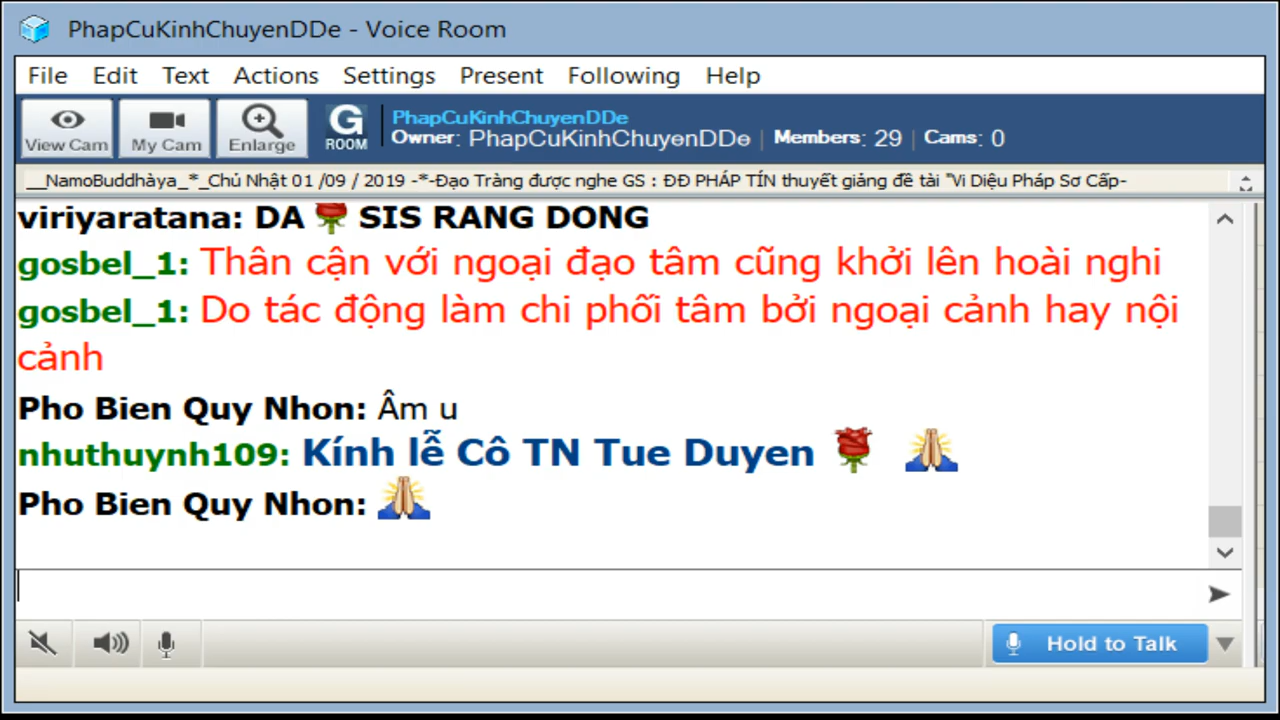 PhapCuKinhChuyenDDe - Voice Room
File Edit Text Actions Settings Present Following Help
View Cam My Cam Enlarge G ROOM
PhapCuKinhChuyenDDe
Owner: PhapCuKinhChuyenDDe | Members: 29 | Cams: 0
__NamoBuddhàya_*_Chủ Nhật 01 /09 / 2019 -*-Đạo Tràng được nghe GS : ĐĐ PHÁP TÍN thuyết giảng đề tài "Vi Diệu Pháp Sơ Cấp-
viriyaratana: DA 🌹 SIS RANG DONG
gosbel_1: Thân cận với ngoại đạo tâm cũng khởi lên hoài nghi
gosbel_1: Do tác động làm chi phối tâm bởi ngoại cảnh hay nội
cảnh
Pho Bien Quy Nhon: Âm u
nhuthuynh109: Kính lễ Cô TN Tue Duyen 🌹 🙏
Pho Bien Quy Nhon: 🙏
Hold to Talk